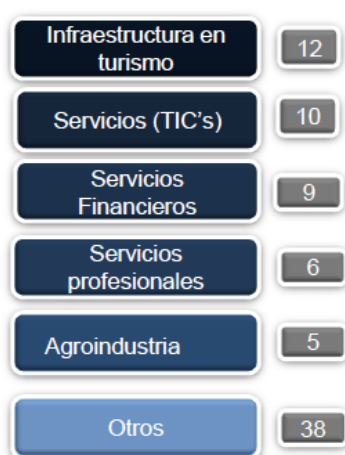 Infraestructura en
turismo
12
Servicios (TIC's)
10
Servicios
Financieros
9
Servicios
profesionales
6
Agroindustria
5
Otros
38